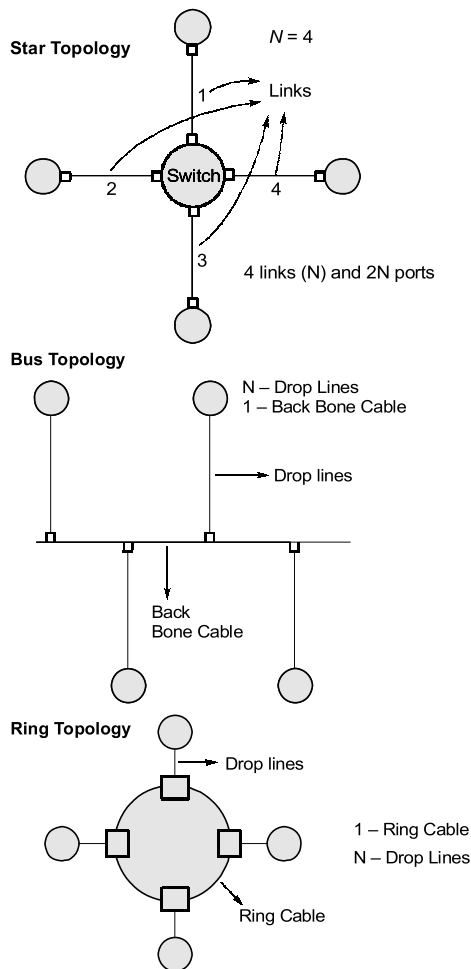 N = 4
Star Topology
1
Links
Switch
2
4
3
4 links (N) and 2N ports
Bus Topology
N – Drop Lines
1 – Back Bone Cable
Drop lines
Back
Bone Cable
Ring Topology
Drop lines
1 – Ring Cable
N – Drop Lines
Ring Cable